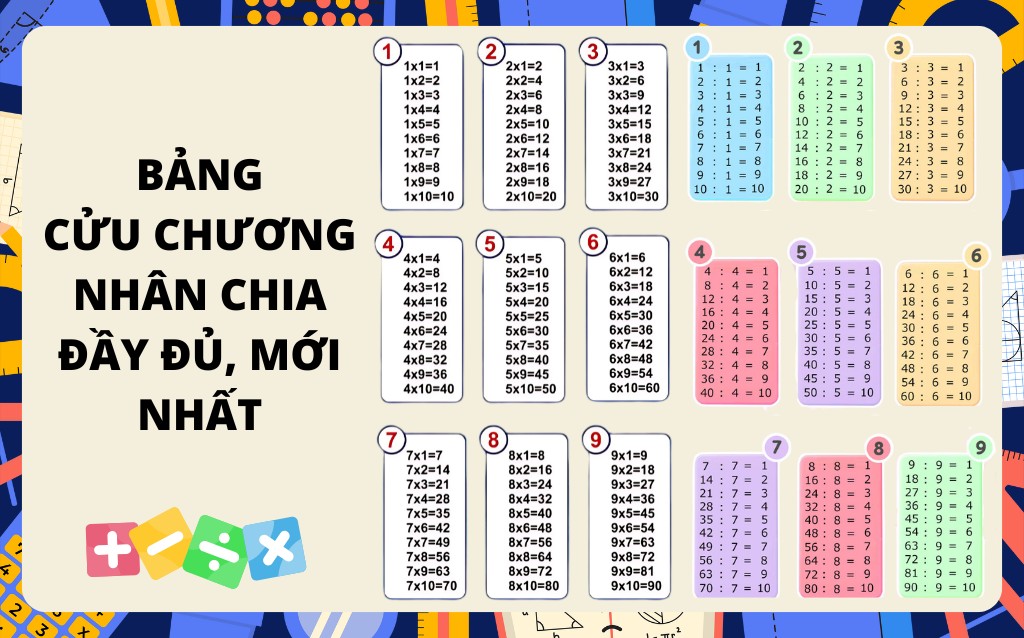 BẢNG
CỬU CHƯƠNG
NHÂN CHIA
ĐẦY ĐỦ, MỚI
NHẤT
1
1x1=1
1x2=2
1x3=3
1x4=4
1x5=5
1x6=6
1x7=7
1x8=8
1x9=9
1x10=10
2
2x1=2
2x2=4
2x3=6
2x4=8
2x5=10
2x6=12
2x7=14
2x8=16
2x9=18
2x10=20
3
3x1=3
3x2=6
3x3=9
3x4=12
3x5=15
3x6=18
3x7=21
3x8=24
3x9=27
3x10=30
1
1 : 1 = 1
2 : 1 = 2
3 : 1 = 3
4 : 1 = 4
5 : 1 = 5
6 : 1 = 6
7 : 1 = 7
8 : 1 = 8
9 : 1 = 9
10 : 1 = 10
2
2 : 2 = 1
4 : 2 = 2
6 : 2 = 3
8 : 2 = 4
10 : 2 = 5
12 : 2 = 6
14 : 2 = 7
16 : 2 = 8
18 : 2 = 9
20 : 2 = 10
3
3 : 3 = 1
6 : 3 = 2
9 : 3 = 3
12 : 3 = 4
15 : 3 = 5
18 : 3 = 6
21 : 3 = 7
24 : 3 = 8
27 : 3 = 9
30 : 3 = 10
4
4x1=4
4x2=8
4x3=12
4x4=16
4x5=20
4x6=24
4x7=28
4x8=32
4x9=36
4x10=40
5
5x1=5
5x2=10
5x3=15
5x4=20
5x5=25
5x6=30
5x7=35
5x8=40
5x9=45
5x10=50
6
6x1=6
6x2=12
6x3=18
6x4=24
6x5=30
6x6=36
6x7=42
6x8=48
6x9=54
6x10=60
4
4 : 4 = 1
8 : 4 = 2
12 : 4 = 3
16 : 4 = 4
20 : 4 = 5
24 : 4 = 6
28 : 4 = 7
32 : 4 = 8
36 : 4 = 9
40 : 4 = 10
5
5 : 5 = 1
10 : 5 = 2
15 : 5 = 3
20 : 5 = 4
25 : 5 = 5
30 : 5 = 6
35 : 5 = 7
40 : 5 = 8
45 : 5 = 9
50 : 5 = 10
6
6 : 6 = 1
12 : 6 = 2
18 : 6 = 3
24 : 6 = 4
30 : 6 = 5
36 : 6 = 6
42 : 6 = 7
48 : 6 = 8
54 : 6 = 9
60 : 6 = 10
7
7x1=7
7x2=14
7x3=21
7x4=28
7x5=35
7x6=42
7x7=49
7x8=56
7x9=63
7x10=70
8
8x1=8
8x2=16
8x3=24
8x4=32
8x5=40
8x6=48
8x7=56
8x8=64
8x9=72
8x10=80
9
9x1=9
9x2=18
9x3=27
9x4=36
9x5=45
9x6=54
9x7=63
9x8=72
9x9=81
9x10=90
7
7 : 7 = 1
14 : 7 = 2
21 : 7 = 3
28 : 7 = 4
35 : 7 = 5
42 : 7 = 6
49 : 7 = 7
56 : 7 = 8
63 : 7 = 9
70 : 7 = 10
8
8 : 8 = 1
16 : 8 = 2
24 : 8 = 3
32 : 8 = 4
40 : 8 = 5
48 : 8 = 6
56 : 8 = 7
64 : 8 = 8
72 : 8 = 9
80 : 8 = 10
9
9 : 9 = 1
18 : 9 = 2
27 : 9 = 3
36 : 9 = 4
45 : 9 = 5
54 : 9 = 6
63 : 9 = 7
72 : 9 = 8
81 : 9 = 9
90 : 9 = 10
+ − ÷ ×